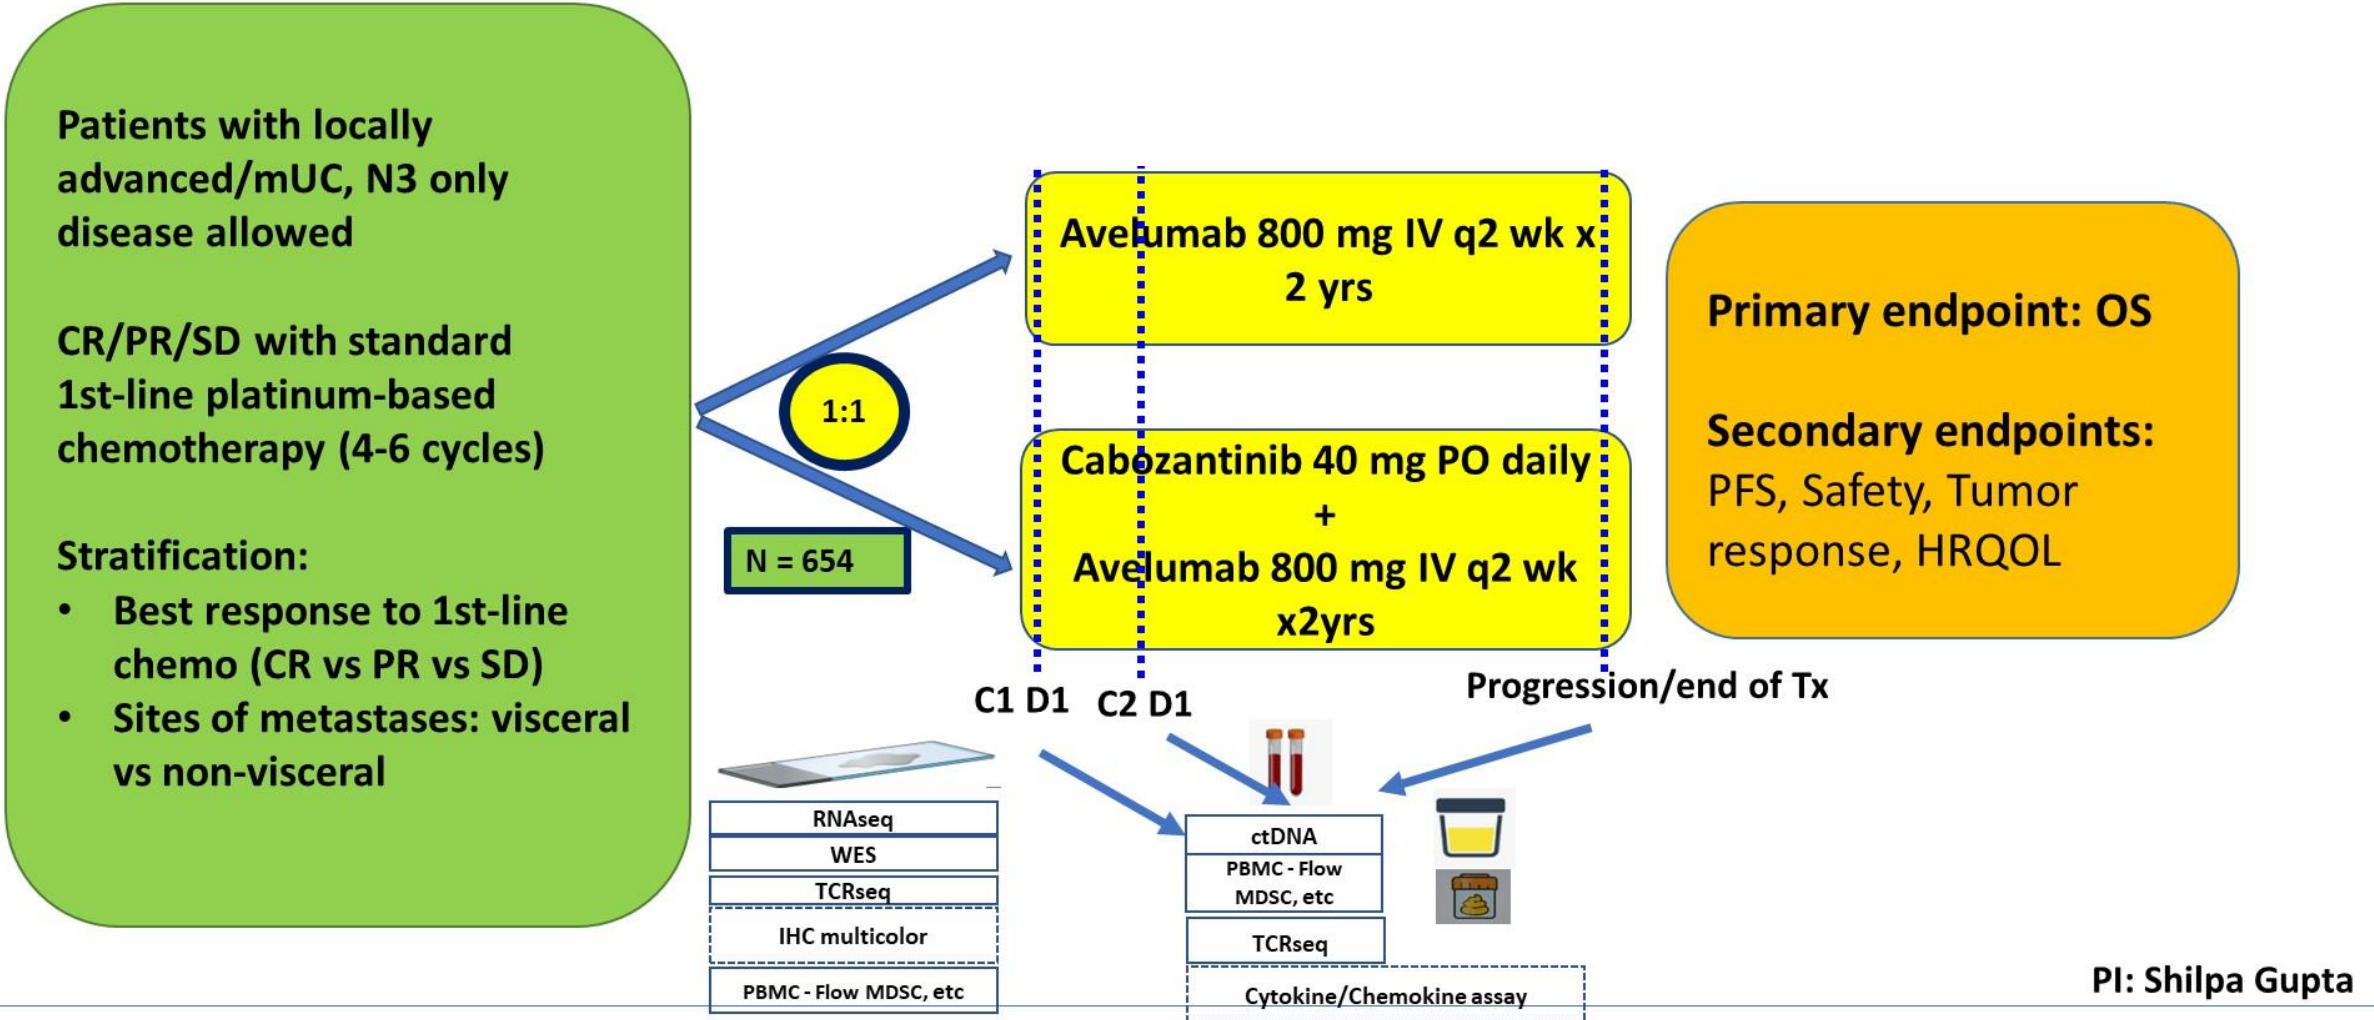 Patients with locally
advanced/mUC, N3 only
disease allowed
CR/PR/SD with standard
1st-line platinum-based
chemotherapy (4-6 cycles)
Stratification:
• Best response to 1st-line
chemo (CR vs PR vs SD)
• Sites of metastases: visceral
vs non-visceral
1:1
N = 654
Avelumab 800 mg IV q2 wk x
2 yrs
Cabozantinib 40 mg PO daily
+
Avelumab 800 mg IV q2 wk
x2yrs
Primary endpoint: OS
Secondary endpoints:
PFS, Safety, Tumor
response, HRQOL
C1 D1
C2 D1
Progression/end of Tx
RNAseq
WES
TCRseq
IHC multicolor
PBMC - Flow MDSC, etc
ctDNA
PBMC - Flow
MDSC, etc
TCRseq
Cytokine/Chemokine assay
PI: Shilpa Gupta